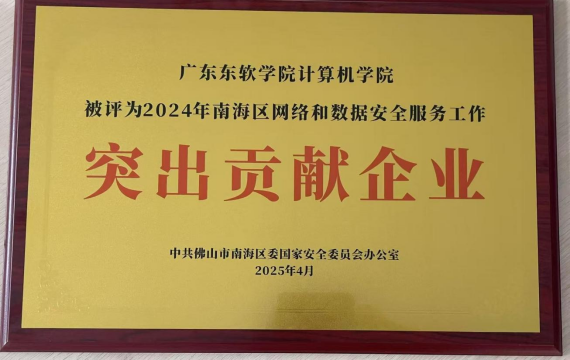 广东东软学院计算机学院
被评为2024年南海区网络和数据安全服务工作
突出贡献企业
中共佛山市南海区委国家安全委员会办公室
2025年4月